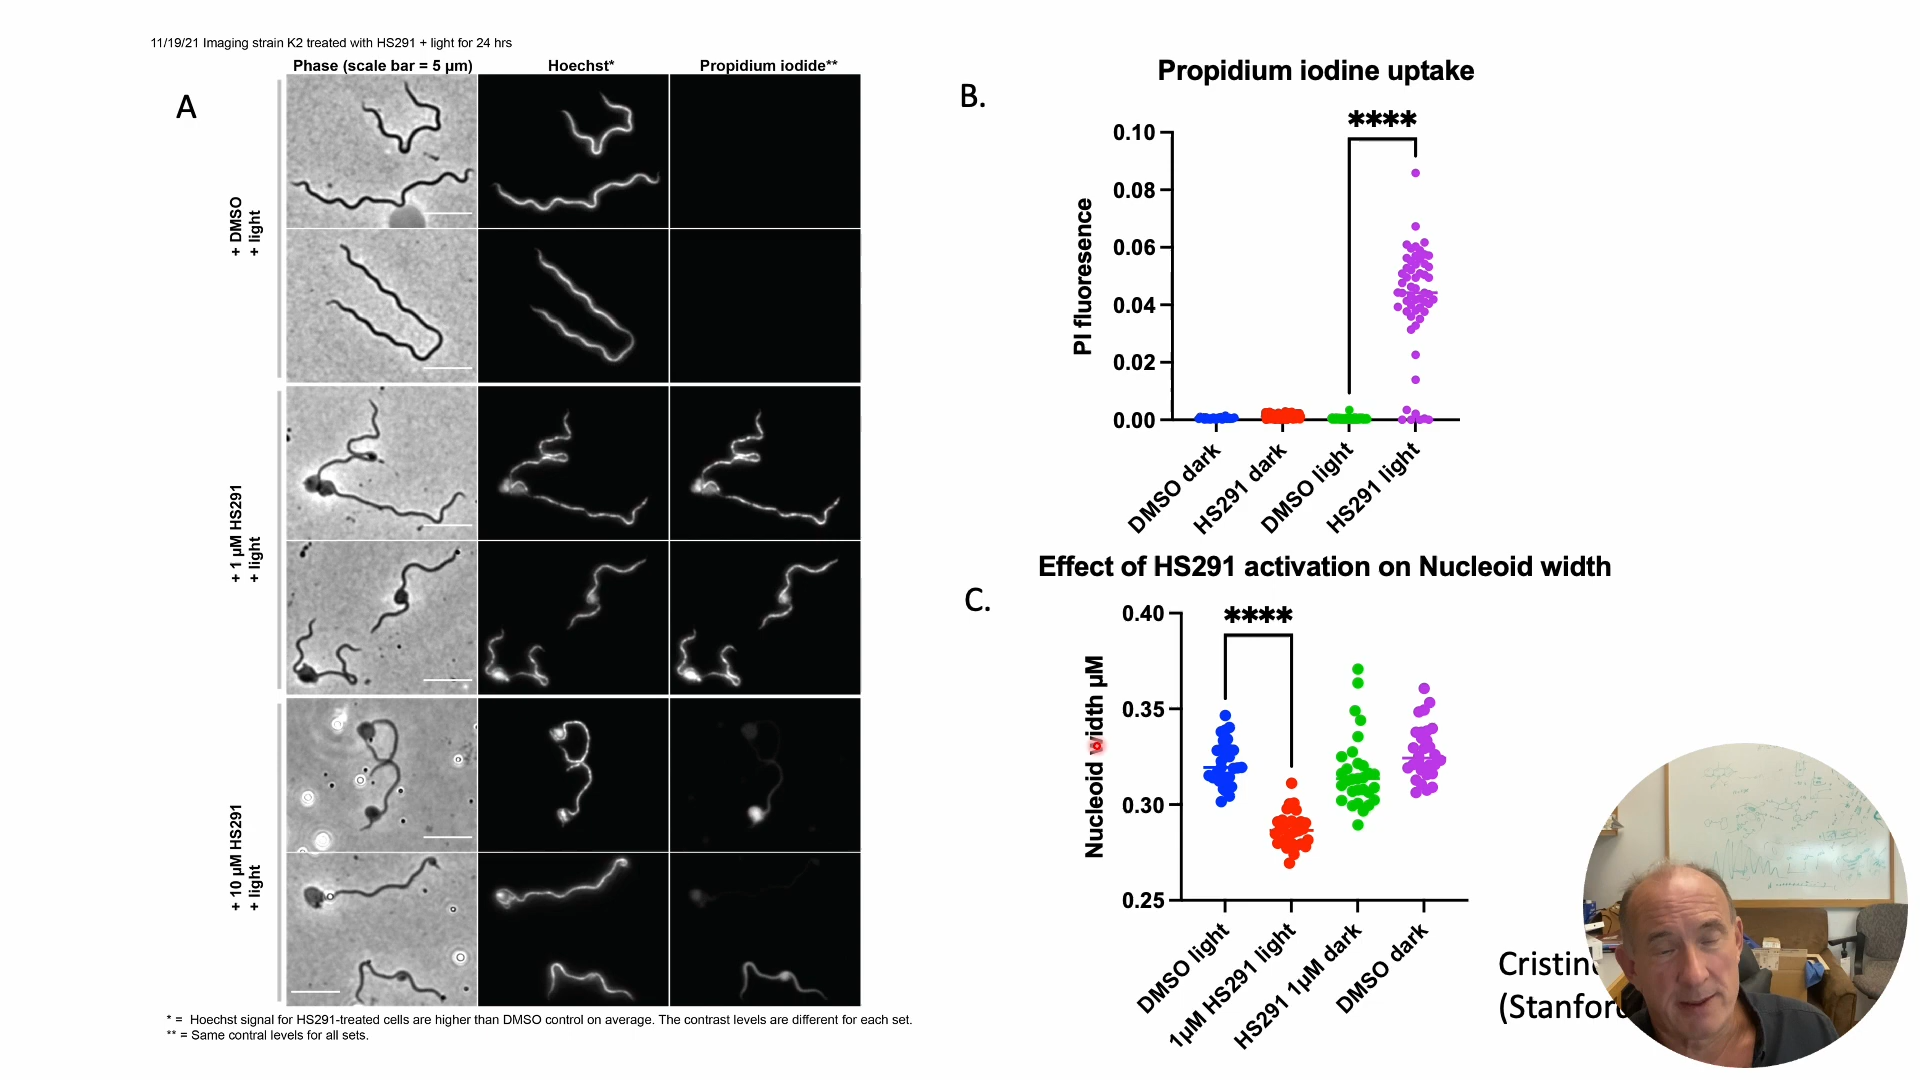 11/19/21 Imaging strain K2 treated with HS291 + light for 24 hrs
Phase (scale bar = 5 µm)
Hoechst*
Propidium iodide**
A
+ DMSO
+ light
+ 1 µM HS291
+ light
+ 10 µM HS291
+ light
* = Hoechst signal for HS291-treated cells are higher than DMSO control on average. The contrast levels are different for each set.
** = Same contral levels for all sets.
B.
Propidium iodine uptake
****
PI fluoresence
0.10
0.08
0.06
0.04
0.02
0.00
DMSO dark
HS291 dark
DMSO light
HS291 light
C.
Effect of HS291 activation on Nucleoid width
****
Nucleoid width µM
0.40
0.35
0.30
0.25
DMSO light
1µM HS291 light
HS291 1µM dark
DMSO dark
(Stanford